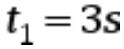 t₁ = 3s